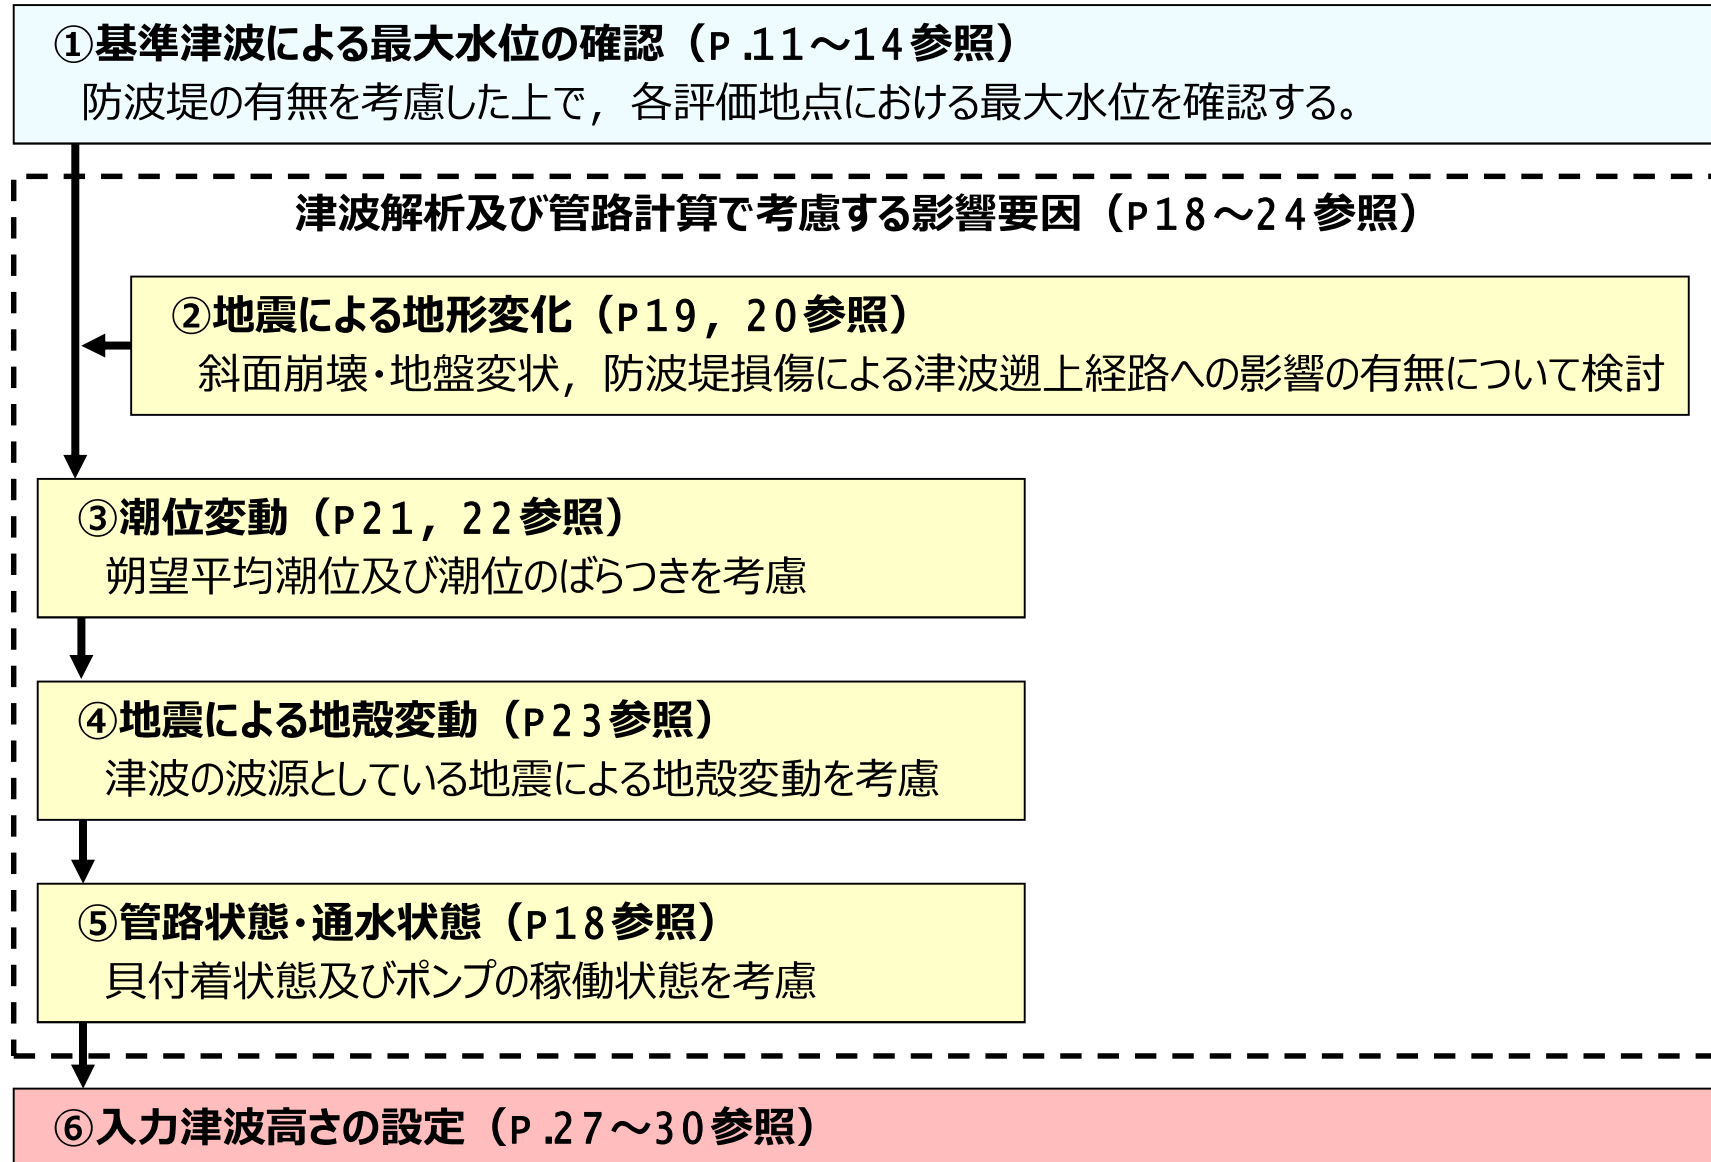 ①基準津波による最大水位の確認（P.11～14参照）
防波堤の有無を考慮した上で，各評価地点における最大水位を確認する。
津波解析及び管路計算で考慮する影響要因（P18～24参照）
②地震による地形変化（P19，20参照）
斜面崩壊・地盤変状，防波堤損傷による津波遡上経路への影響の有無について検討
③潮位変動（P21，22参照）
朔望平均潮位及び潮位のばらつきを考慮
④地震による地殻変動（P23参照）
津波の波源としている地震による地殻変動を考慮
⑤管路状態・通水状態（P18参照）
貝付着状態及びポンプの稼働状態を考慮
⑥入力津波高さの設定（P.27～30参照）